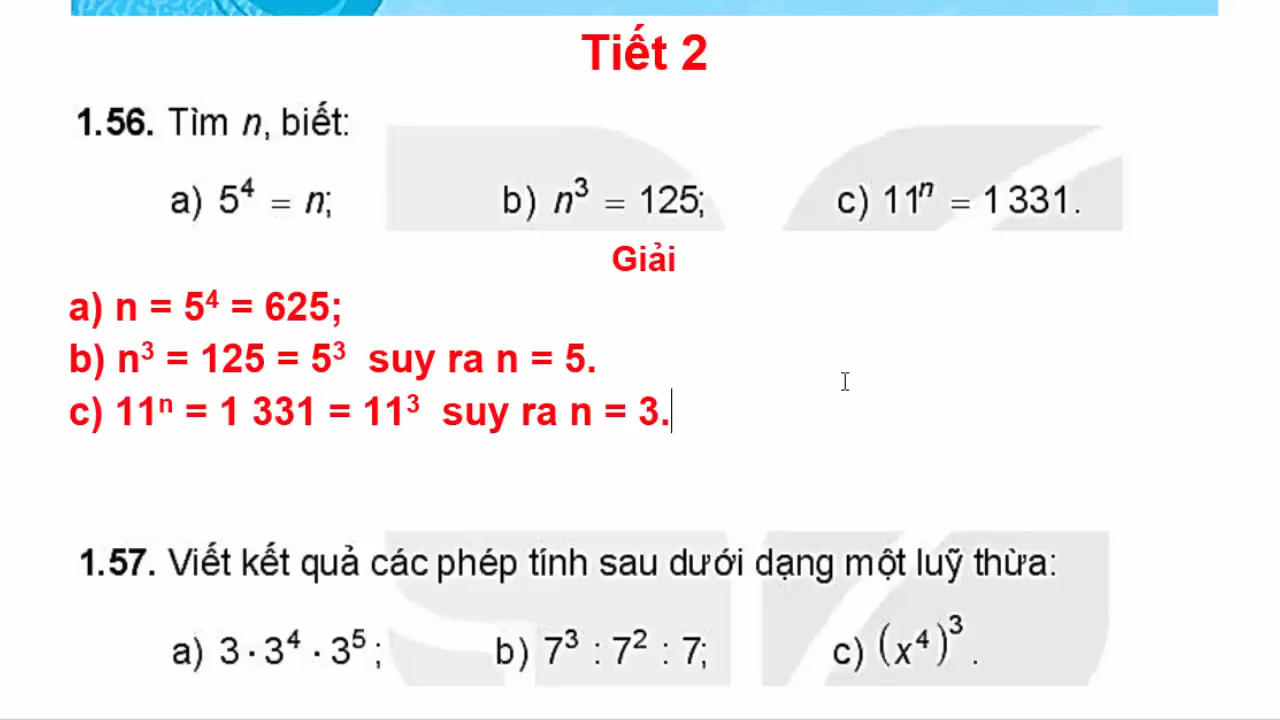 Tiết 2
1.56. Tìm n, biết:
a) 5⁴ = n; b) n³ = 125; c) 11ⁿ = 1 331.
Giải
a) n = 5⁴ = 625;
b) n³ = 125 = 5³ suy ra n = 5.
c) 11ⁿ = 1 331 = 11³ suy ra n = 3.
1.57. Viết kết quả các phép tính sau dưới dạng một luỹ thừa:
a) 3 · 3⁴ · 3⁵; b) 7³ : 7² : 7; c) (x⁴)³.